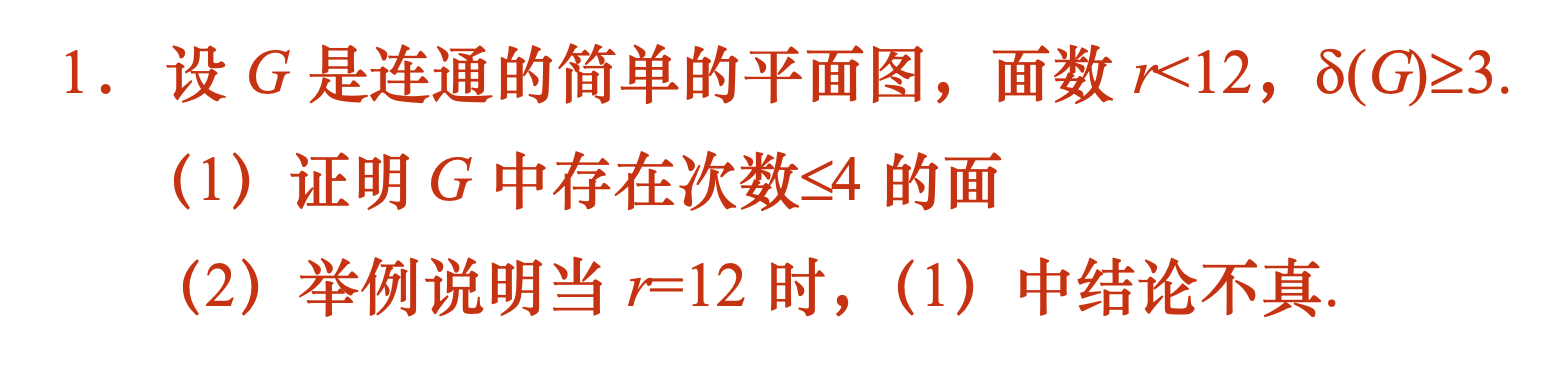 1. 设 G 是连通的简单的平面图，面数 r<12，δ(G)≥3.
（1）证明 G 中存在次数≤4 的面
（2）举例说明当 r=12 时，（1）中结论不真.